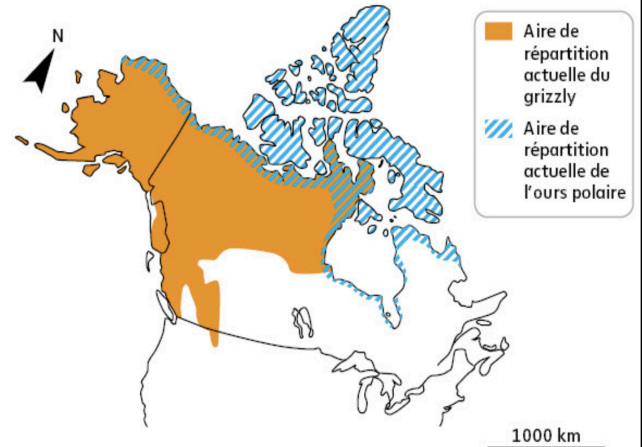 N
Aire de
répartition
actuelle du
grizzly
Aire de
répartition
actuelle de
l'ours polaire
1000 km